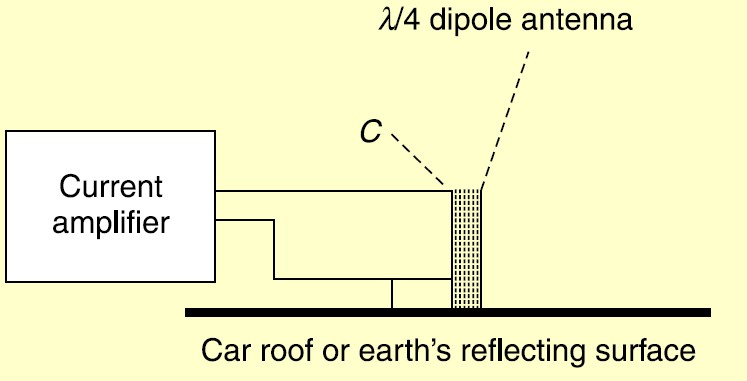 λ/4 dipole antenna
C
Current
amplifier
Car roof or earth's reflecting surface